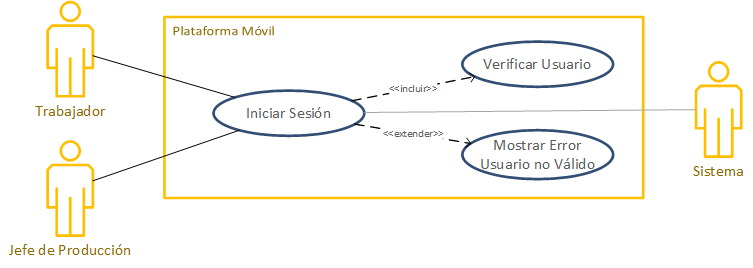 Plataforma Móvil
Verificar Usuario
<<incluir>>
Trabajador
Iniciar Sesión
<<extender>>
Mostrar Error
Usuario no Válido
Sistema
Jefe de Producción